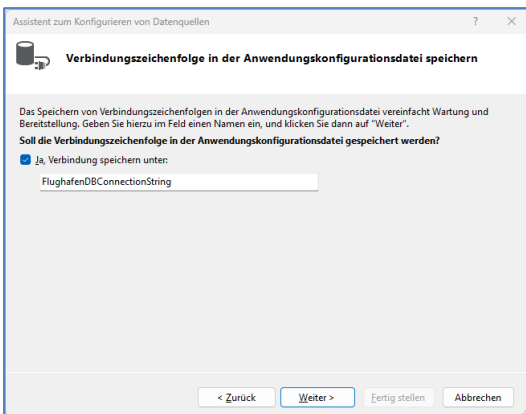 Assistent zum Konfigurieren von Datenquellen ?
Verbindungszeichenfolge in der Anwendungskonfigurationsdatei speichern
Das Speichern von Verbindungszeichenfolgen in der Anwendungskonfigurationsdatei vereinfacht Wartung und
Bereitstellung. Geben Sie hierzu im Feld einen Namen ein, und klicken Sie dann auf "Weiter".
Soll die Verbindungszeichenfolge in der Anwendungskonfigurationsdatei gespeichert werden?
Ja, Verbindung speichern unter:
FlughafenDBConnectionString
< Zurück Weiter > Fertig stellen Abbrechen